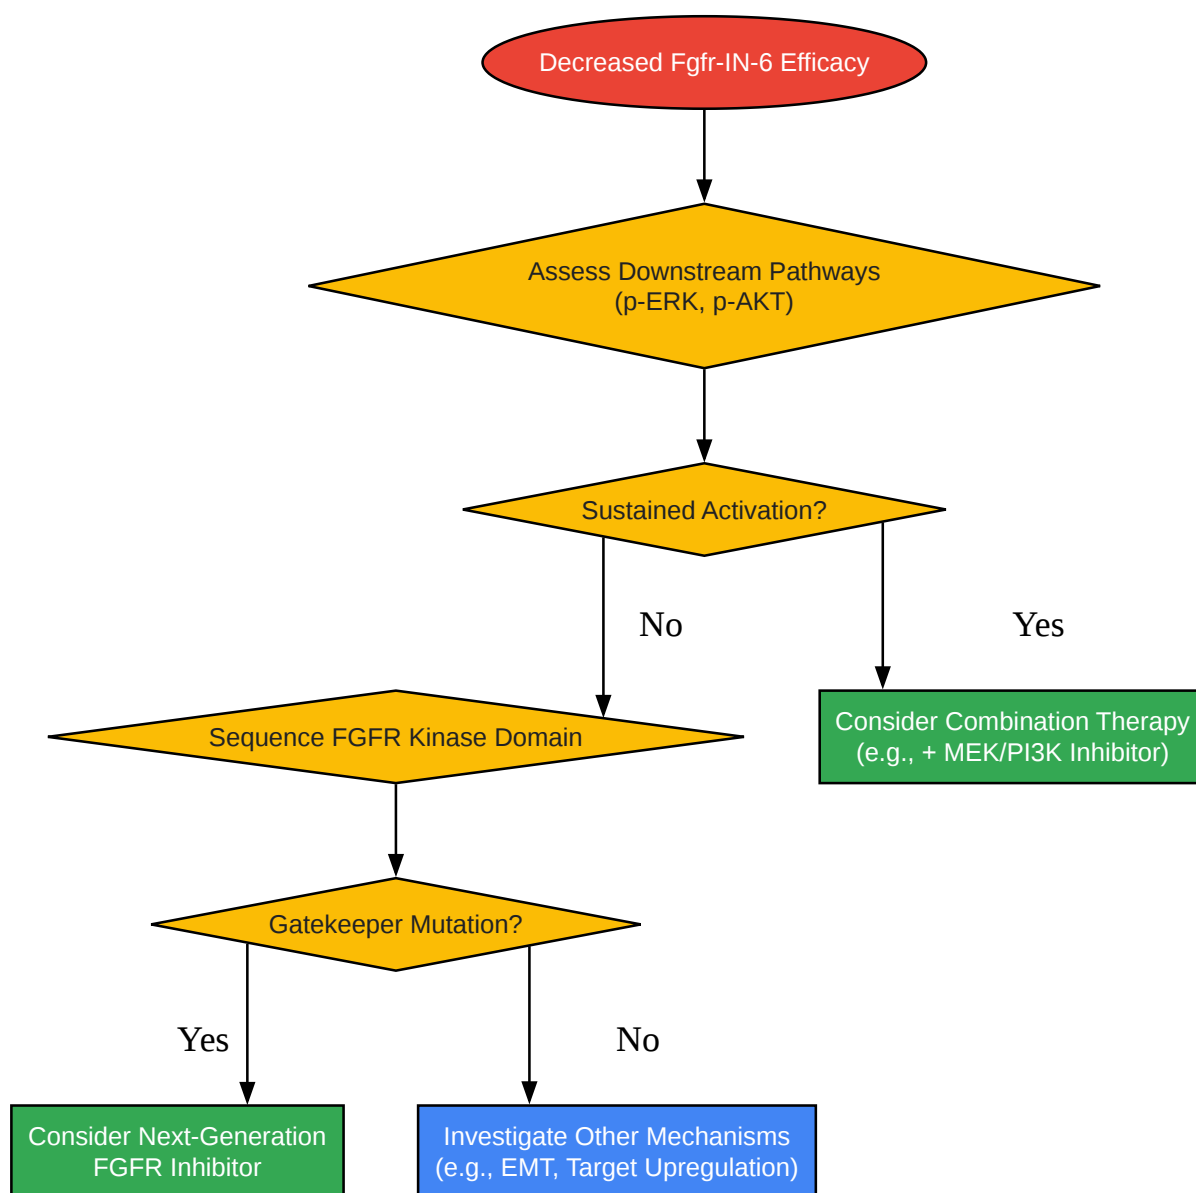 Decreased Fgfr-IN-6 Efficacy
Assess Downstream Pathways
(p-ERK, p-AKT)
Sustained Activation?
No
Yes
Sequence FGFR Kinase Domain
Consider Combination Therapy
(e.g., + MEK/PI3K Inhibitor)
Gatekeeper Mutation?
Yes
No
Consider Next-Generation
FGFR Inhibitor
Investigate Other Mechanisms
(e.g., EMT, Target Upregulation)